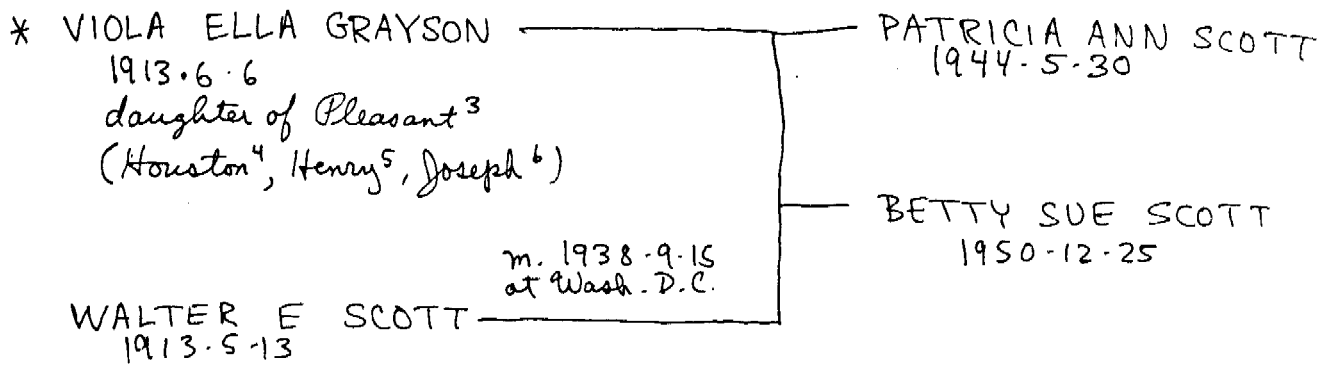 * VIOLA ELLA GRAYSON
1913.6.6
daughter of Pleasant³
(Houston⁴, Henry⁵, Joseph⁶)
m. 1938-9-15
at Wash. D.C.
WALTER E SCOTT
1913-5-13
PATRICIA ANN SCOTT
1944-5-30
BETTY SUE SCOTT
1950-12-25